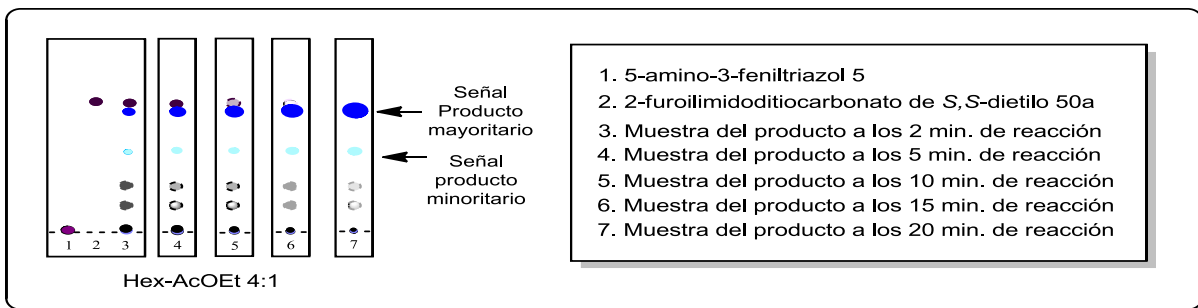 1
2
3
4
5
6
7
Hex-AcOEt 4:1
Señal
Producto
mayoritario
Señal
producto
minoritario
1. 5-amino-3-feniltriazol 5
2. 2-furoilimidoditiocarbonato de S,S-dietilo 50a
3. Muestra del producto a los 2 min. de reacción
4. Muestra del producto a los 5 min. de reacción
5. Muestra del producto a los 10 min. de reacción
6. Muestra del producto a los 15 min. de reacción
7. Muestra del producto a los 20 min. de reacción